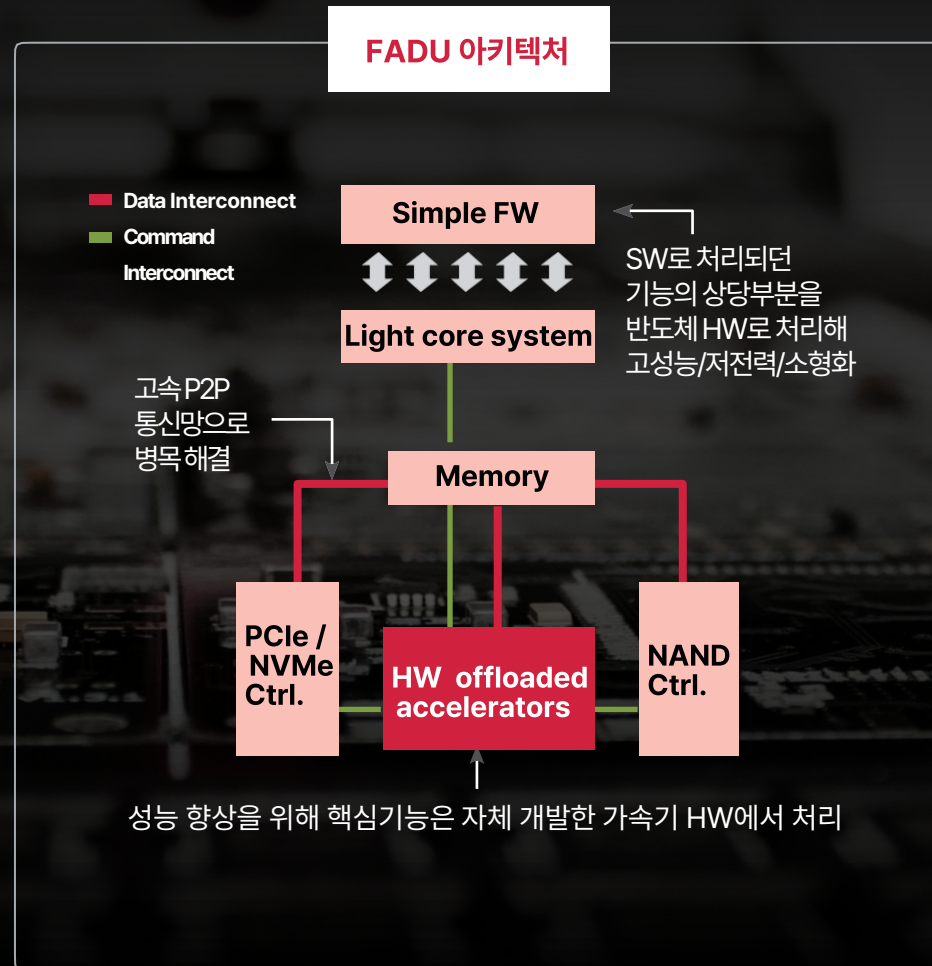 FADU 아키텍처
Data Interconnect
Command
Interconnect
Simple FW
SW로 처리되던
기능의 상당부분을
반도체 HW로 처리해
고성능/저전력/소형화
Light core system
고속 P2P
통신망으로
병목 해결
Memory
PCIe /
NVMe
Ctrl.
HW offloaded
accelerators
NAND
Ctrl.
성능 향상을 위해 핵심기능은 자체 개발한 가속기 HW에서 처리